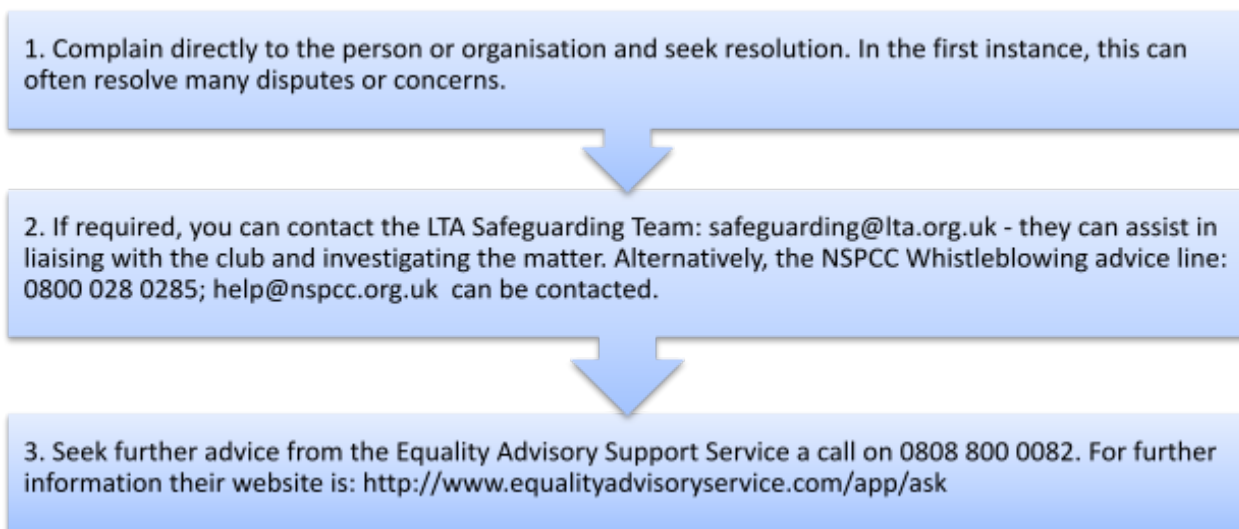 1. Complain directly to the person or organisation and seek resolution. In the first instance, this can
often resolve many disputes or concerns.
2. If required, you can contact the LTA Safeguarding Team: safeguarding@lta.org.uk - they can assist in
liaising with the club and investigating the matter. Alternatively, the NSPCC Whistleblowing advice line:
0800 028 0285; help@nspcc.org.uk  can be contacted.
3. Seek further advice from the Equality Advisory Support Service a call on 0808 800 0082. For further
information their website is: http://www.equalityadvisoryservice.com/app/ask